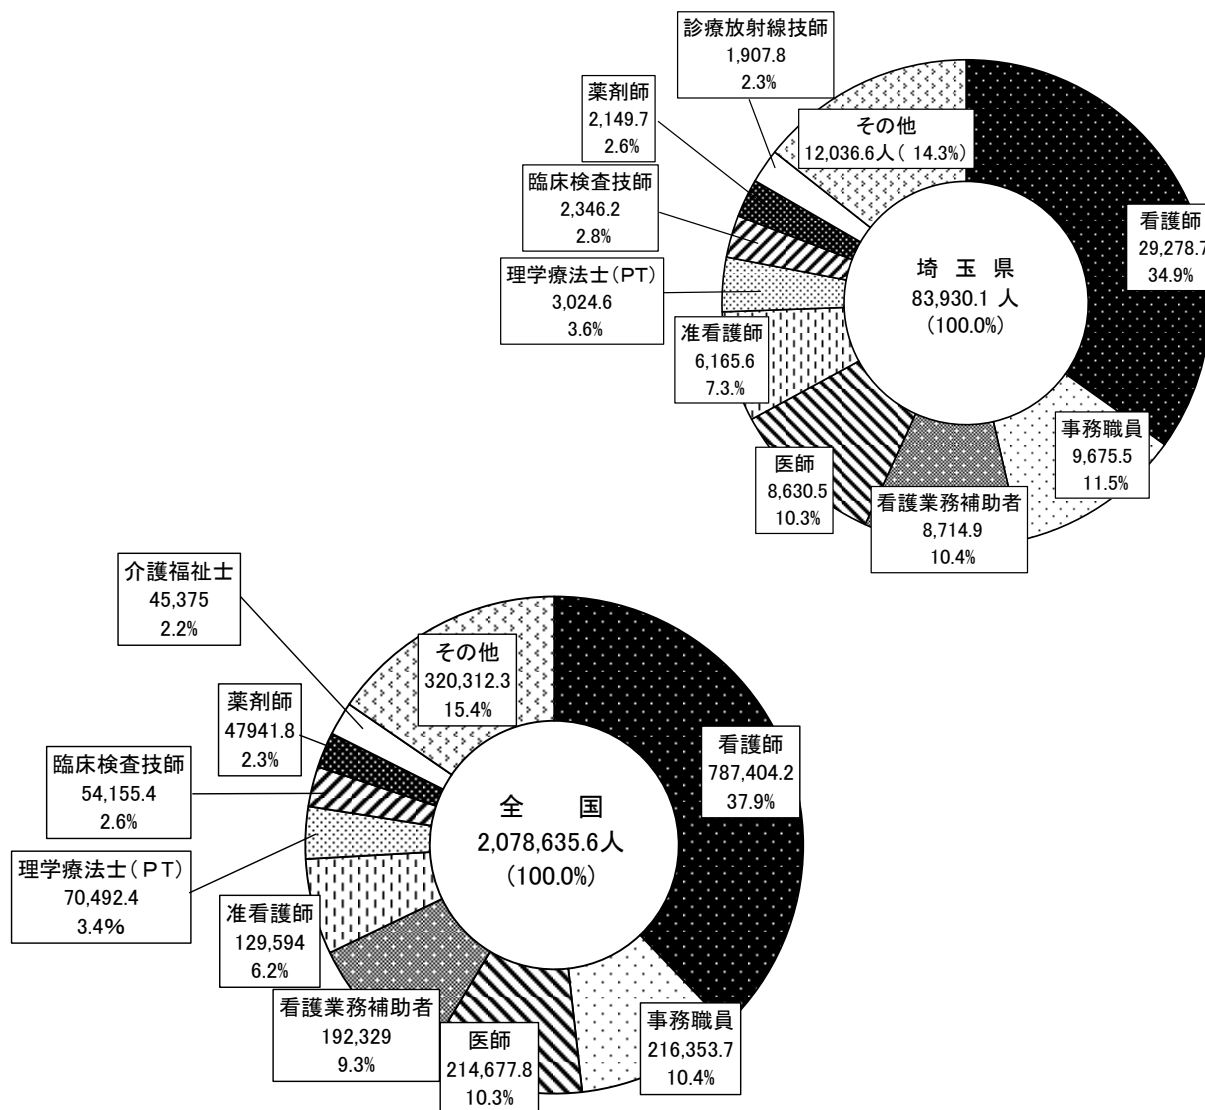 診療放射線技師
1,907.8
2.3%
薬剤師
2,149.7
2.6%
その他
12,036.6人( 14.3%)
臨床検査技師
2,346.2
2.8%
看護師
29,278.7
34.9%
理学療法士(PT)
3,024.6
3.6%
埼 玉 県
83,930.1 人
(100.0%)
准看護師
6,165.6
7.3.%
事務職員
9,675.5
11.5%
医師
8,630.5
10.3%
看護業務補助者
8,714.9
10.4%
介護福祉士
45,375
2.2%
その他
320,312.3
15.4%
薬剤師
47941.8
2.3%
看護師
787,404.2
37.9%
臨床検査技師
54,155.4
2.6%
全 国
2,078,635.6人
(100.0%)
理学療法士(PT)
70,492.4
3.4%
准看護師
129,594
6.2%
看護業務補助者
192,329
9.3%
医師
214,677.8
10.3%
事務職員
216,353.7
10.4%